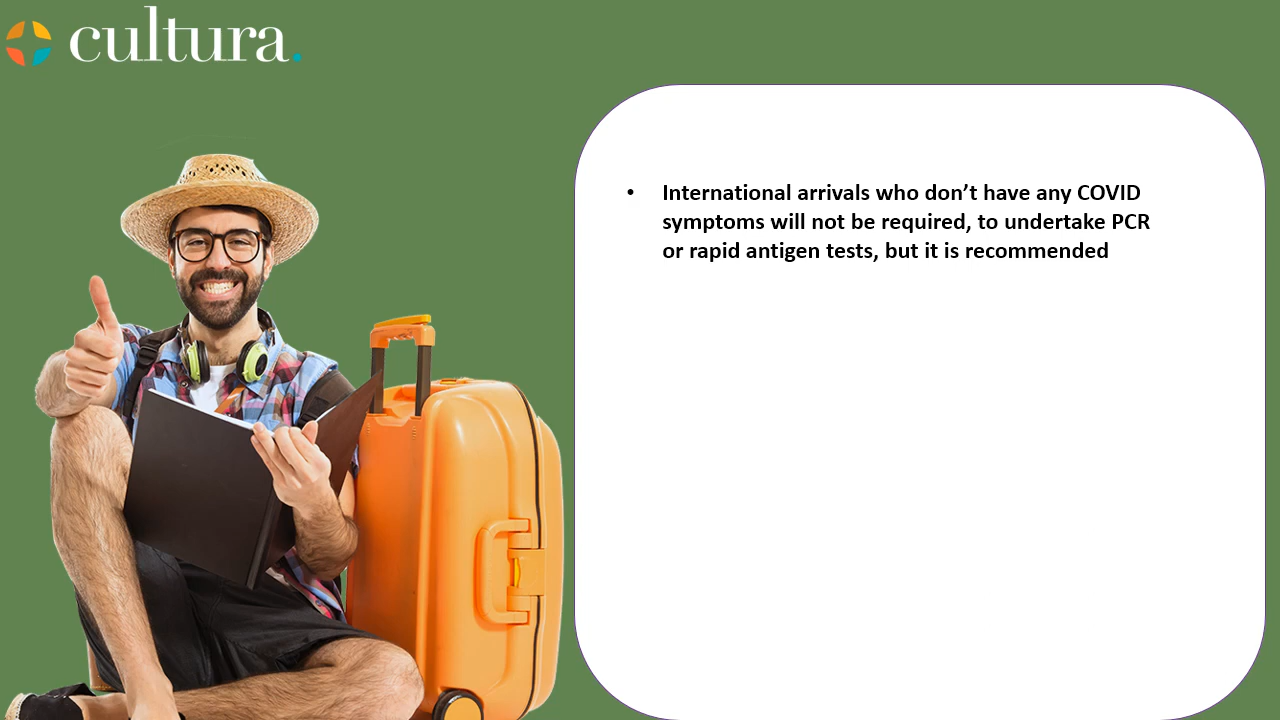 cultura.
• International arrivals who don’t have any COVID
symptoms will not be required, to undertake PCR
or rapid antigen tests, but it is recommended